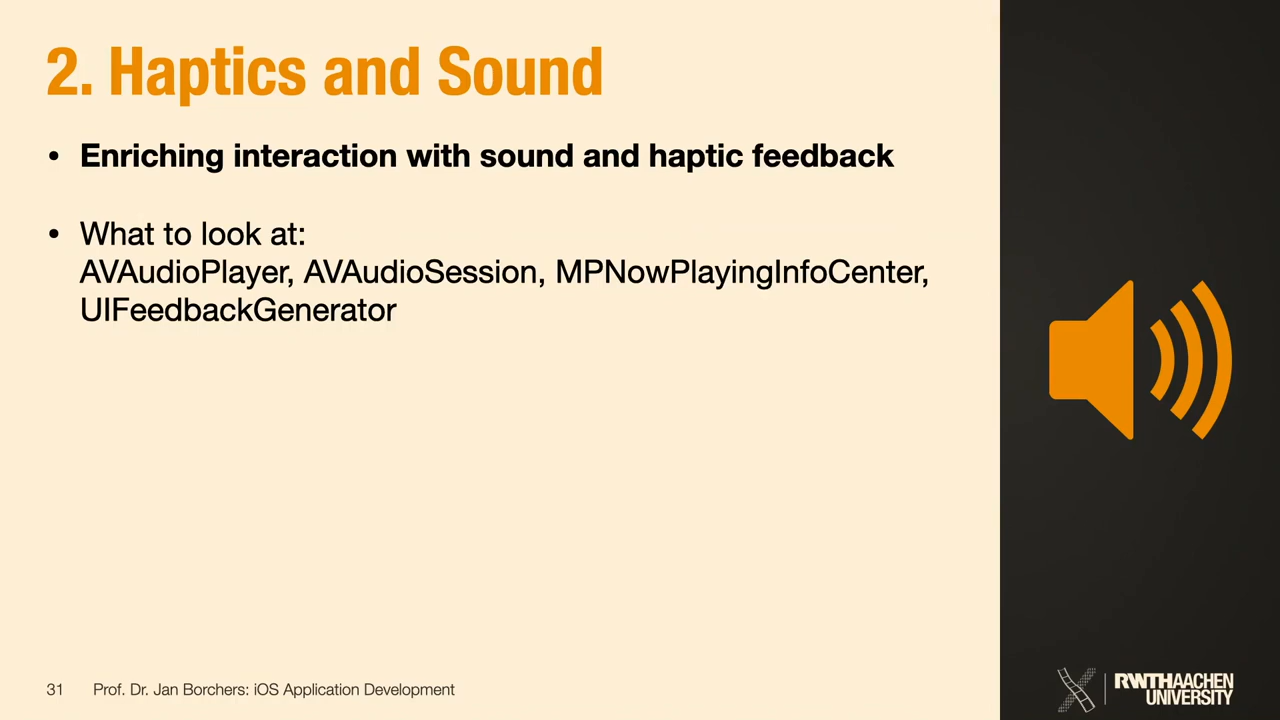 2. Haptics and Sound
• Enriching interaction with sound and haptic feedback
• What to look at:
AVAudioPlayer, AVAudioSession, MPNowPlayingInfoCenter,
UIFeedbackGenerator
31 Prof. Dr. Jan Borchers: iOS Application Development
RWTHAACHEN
UNIVERSITY